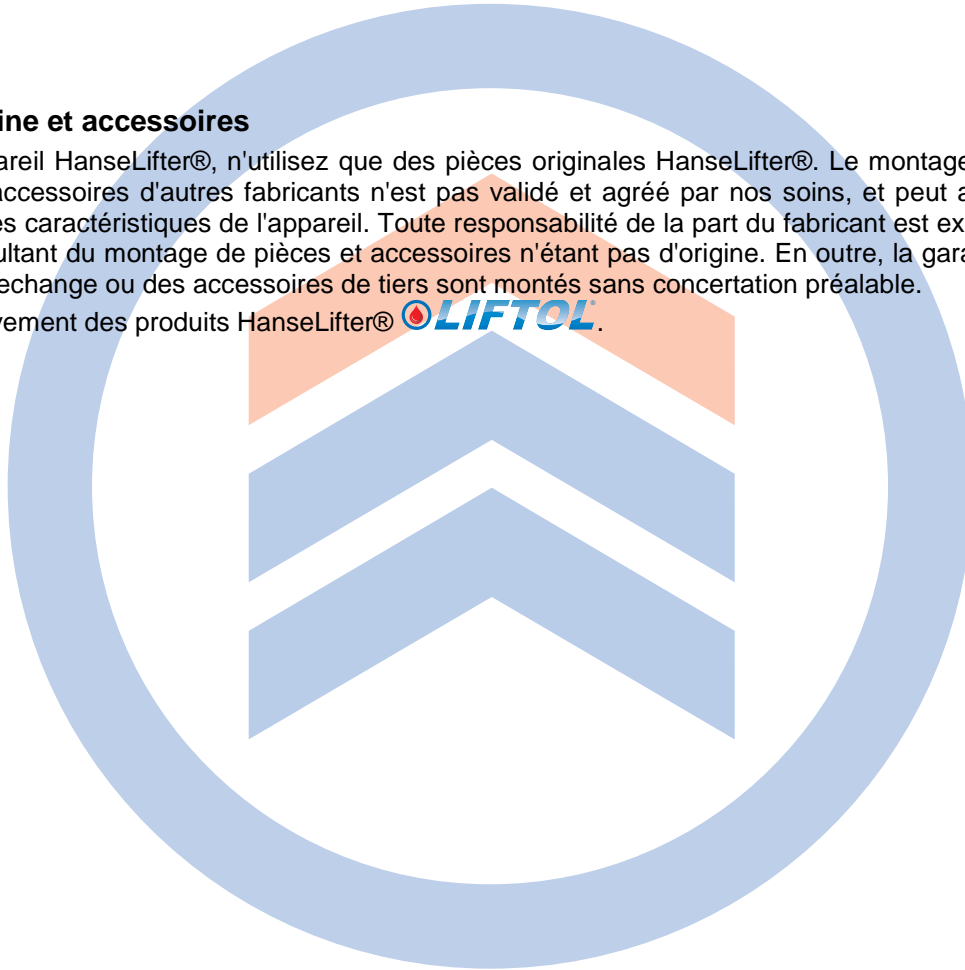 ine et accessoires
areil HanseLifter®, n'utilisez que des pièces originales HanseLifter®. Le montage
accessoires d'autres fabricants n'est pas validé et agréé par nos soins, et peut a
es caractéristiques de l'appareil. Toute responsabilité de la part du fabricant est ex
ultant du montage de pièces et accessoires n'étant pas d'origine. En outre, la gara
echange ou des accessoires de tiers sont montés sans concertation préalable.
vement des produits HanseLifter® LIFTOL.